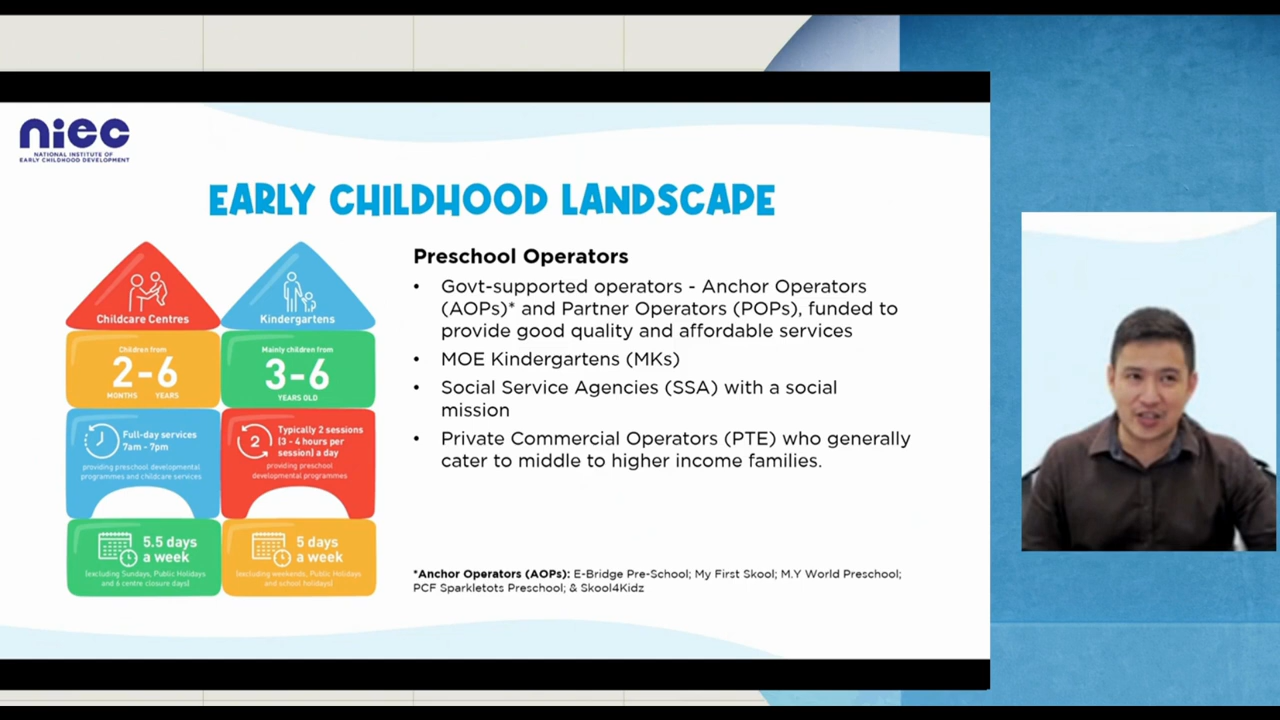 niec
NATIONAL INSTITUTE OF
EARLY CHILDHOOD DEVELOPMENT
EARLY CHILDHOOD LANDSCAPE
Childcare Centres
Children from
2-6
MONTHS YEARS
Full-day services
7am - 7pm
providing preschool developmental
programmes and childcare services
5.5 days
a week
(excluding Sundays, Public Holidays
and 6 centre closure days)
Kindergartens
Mainly children from
3-6
YEARS OLD
2
Typically 2 sessions
(3 - 4 hours per
session) a day
providing preschool
developmental programmes
5 days
a week
(excluding weekends, Public Holidays
and school holidays)
Preschool Operators
• Govt-supported operators - Anchor Operators
(AOPs)* and Partner Operators (POPs), funded to
provide good quality and affordable services
• MOE Kindergartens (MKs)
• Social Service Agencies (SSA) with a social
mission
• Private Commercial Operators (PTE) who generally
cater to middle to higher income families.
*Anchor Operators (AOPs): E-Bridge Pre-School; My First Skool; M.Y World Preschool;
PCF Sparkletots Preschool; & Skool4Kidz